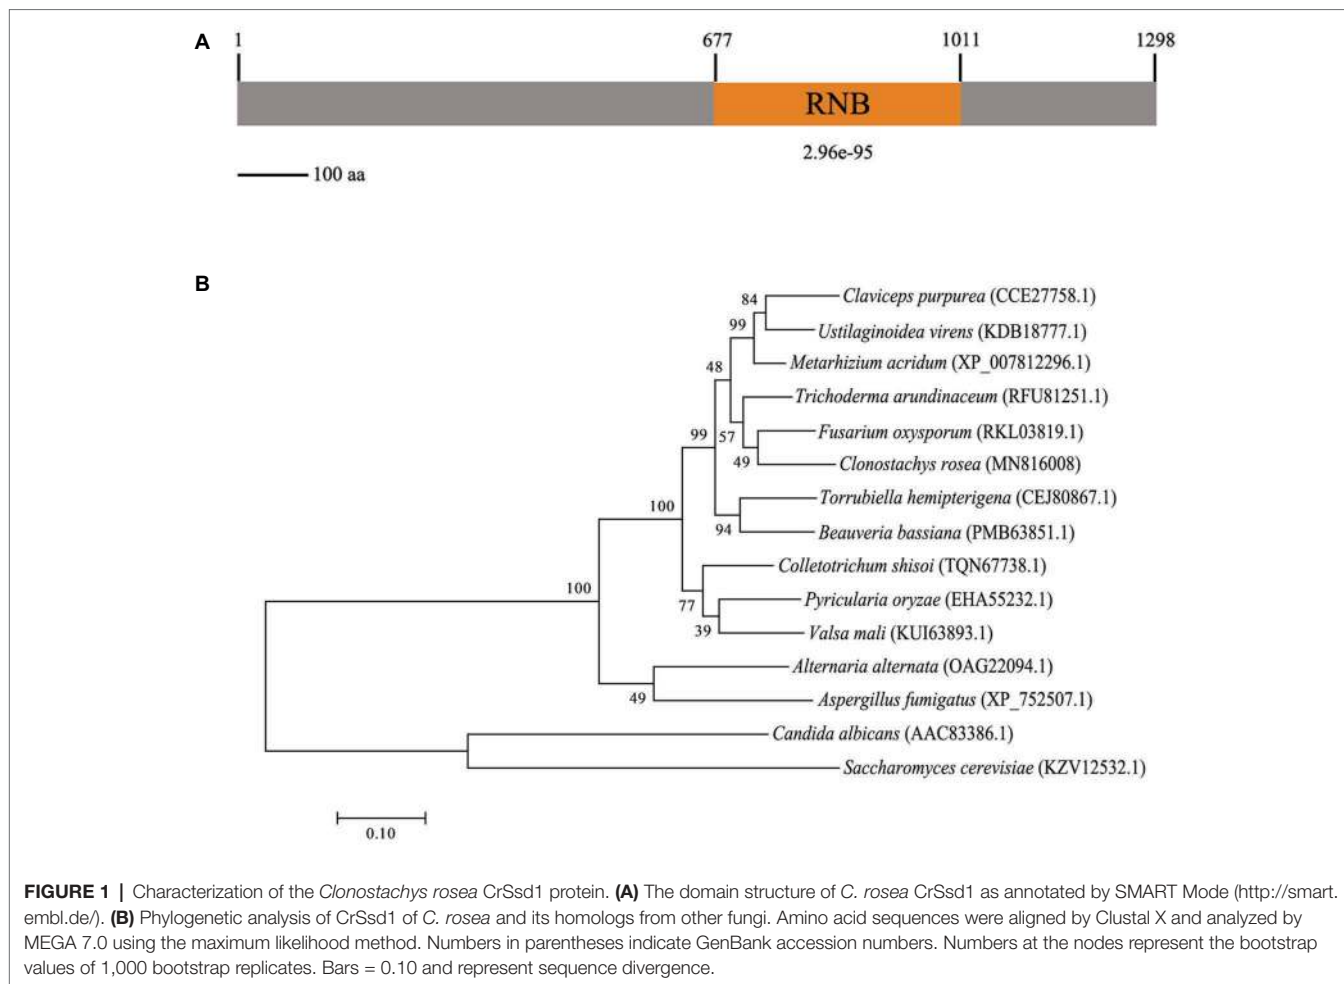 A
1 677 1011 1298
RNB
2.96e-95
100 aa
B
84 Claviceps purpurea (CCE27758.1)
99 Ustilaginoidea virens (KDB18777.1)
48 Metarhizium acridum (XP_007812296.1)
Trichoderma arundinaceum (RFU81251.1)
99 57 Fusarium oxysporum (RKL03819.1)
49 Clonostachys rosea (MN816008)
100 Torrubiella hemipterigena (CEJ80867.1)
94 Beauveria bassiana (PMB63851.1)
100 Colletotrichum shisoi (TQN67738.1)
77 Pyricularia oryzae (EHA55232.1)
39 Valsa mali (KUI63893.1)
Alternaria alternata (OAG22094.1)
49 Aspergillus fumigatus (XP_752507.1)
Candida albicans (AAC83386.1)
Saccharomyces cerevisiae (KZV12532.1)
0.10
FIGURE 1 | Characterization of the Clonostachys rosea CrSsd1 protein. (A) The domain structure of C. rosea CrSsd1 as annotated by SMART Mode (http://smart.
embl.de/). (B) Phylogenetic analysis of CrSsd1 of C. rosea and its homologs from other fungi. Amino acid sequences were aligned by Clustal X and analyzed by
MEGA 7.0 using the maximum likelihood method. Numbers in parentheses indicate GenBank accession numbers. Numbers at the nodes represent the bootstrap
values of 1,000 bootstrap replicates. Bars = 0.10 and represent sequence divergence.